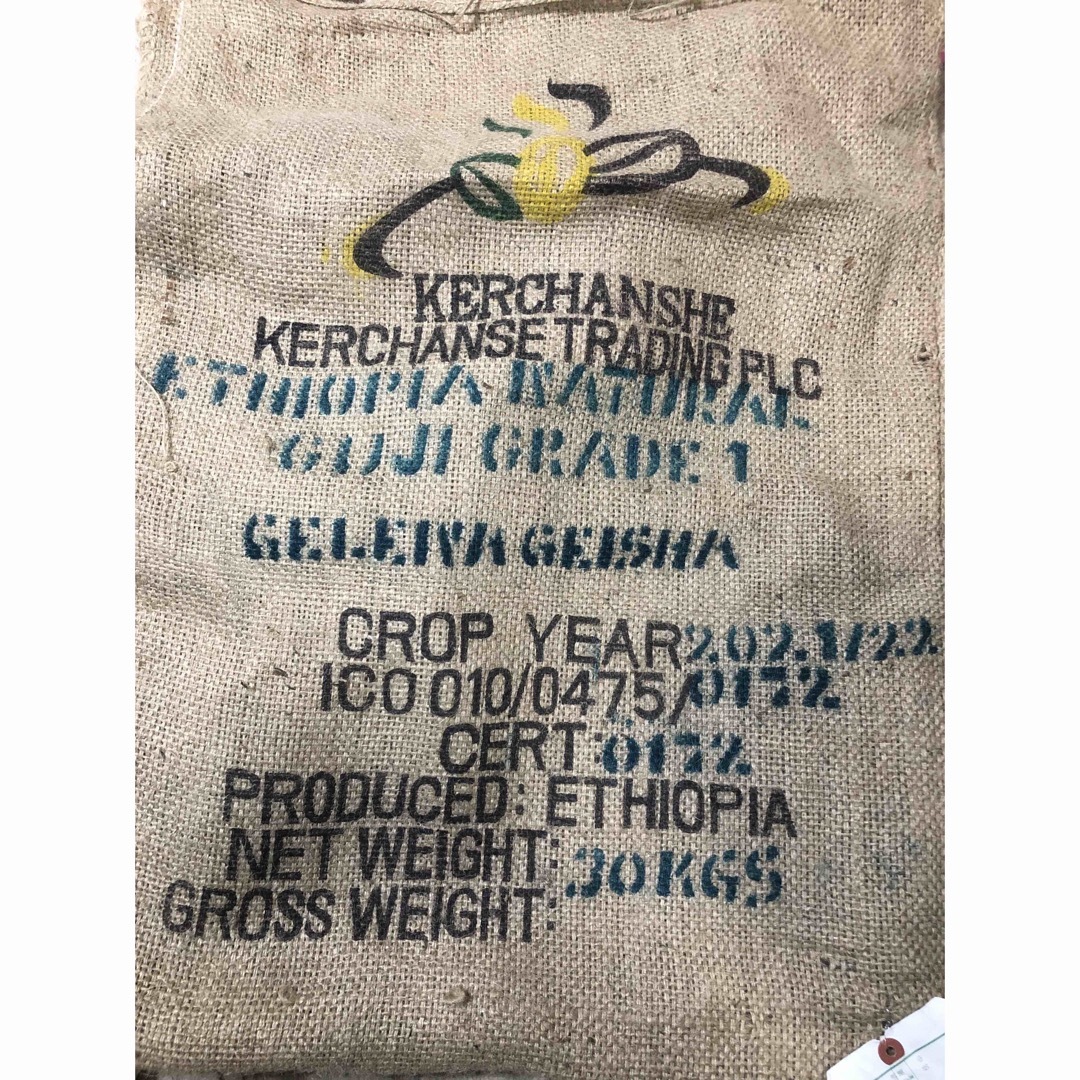 KERCHANSHE
KERCHANSE TRADING PLC
ETHIOPIA NATURAL
GUJI GRADE 1
GELENA GEISHA
CROP YEAR 2021/22
ICO 010/0475/0172
CERT:0172
PRODUCED: ETHIOPIA
NET WEIGHT: 30KGS
GROSS WEIGHT: